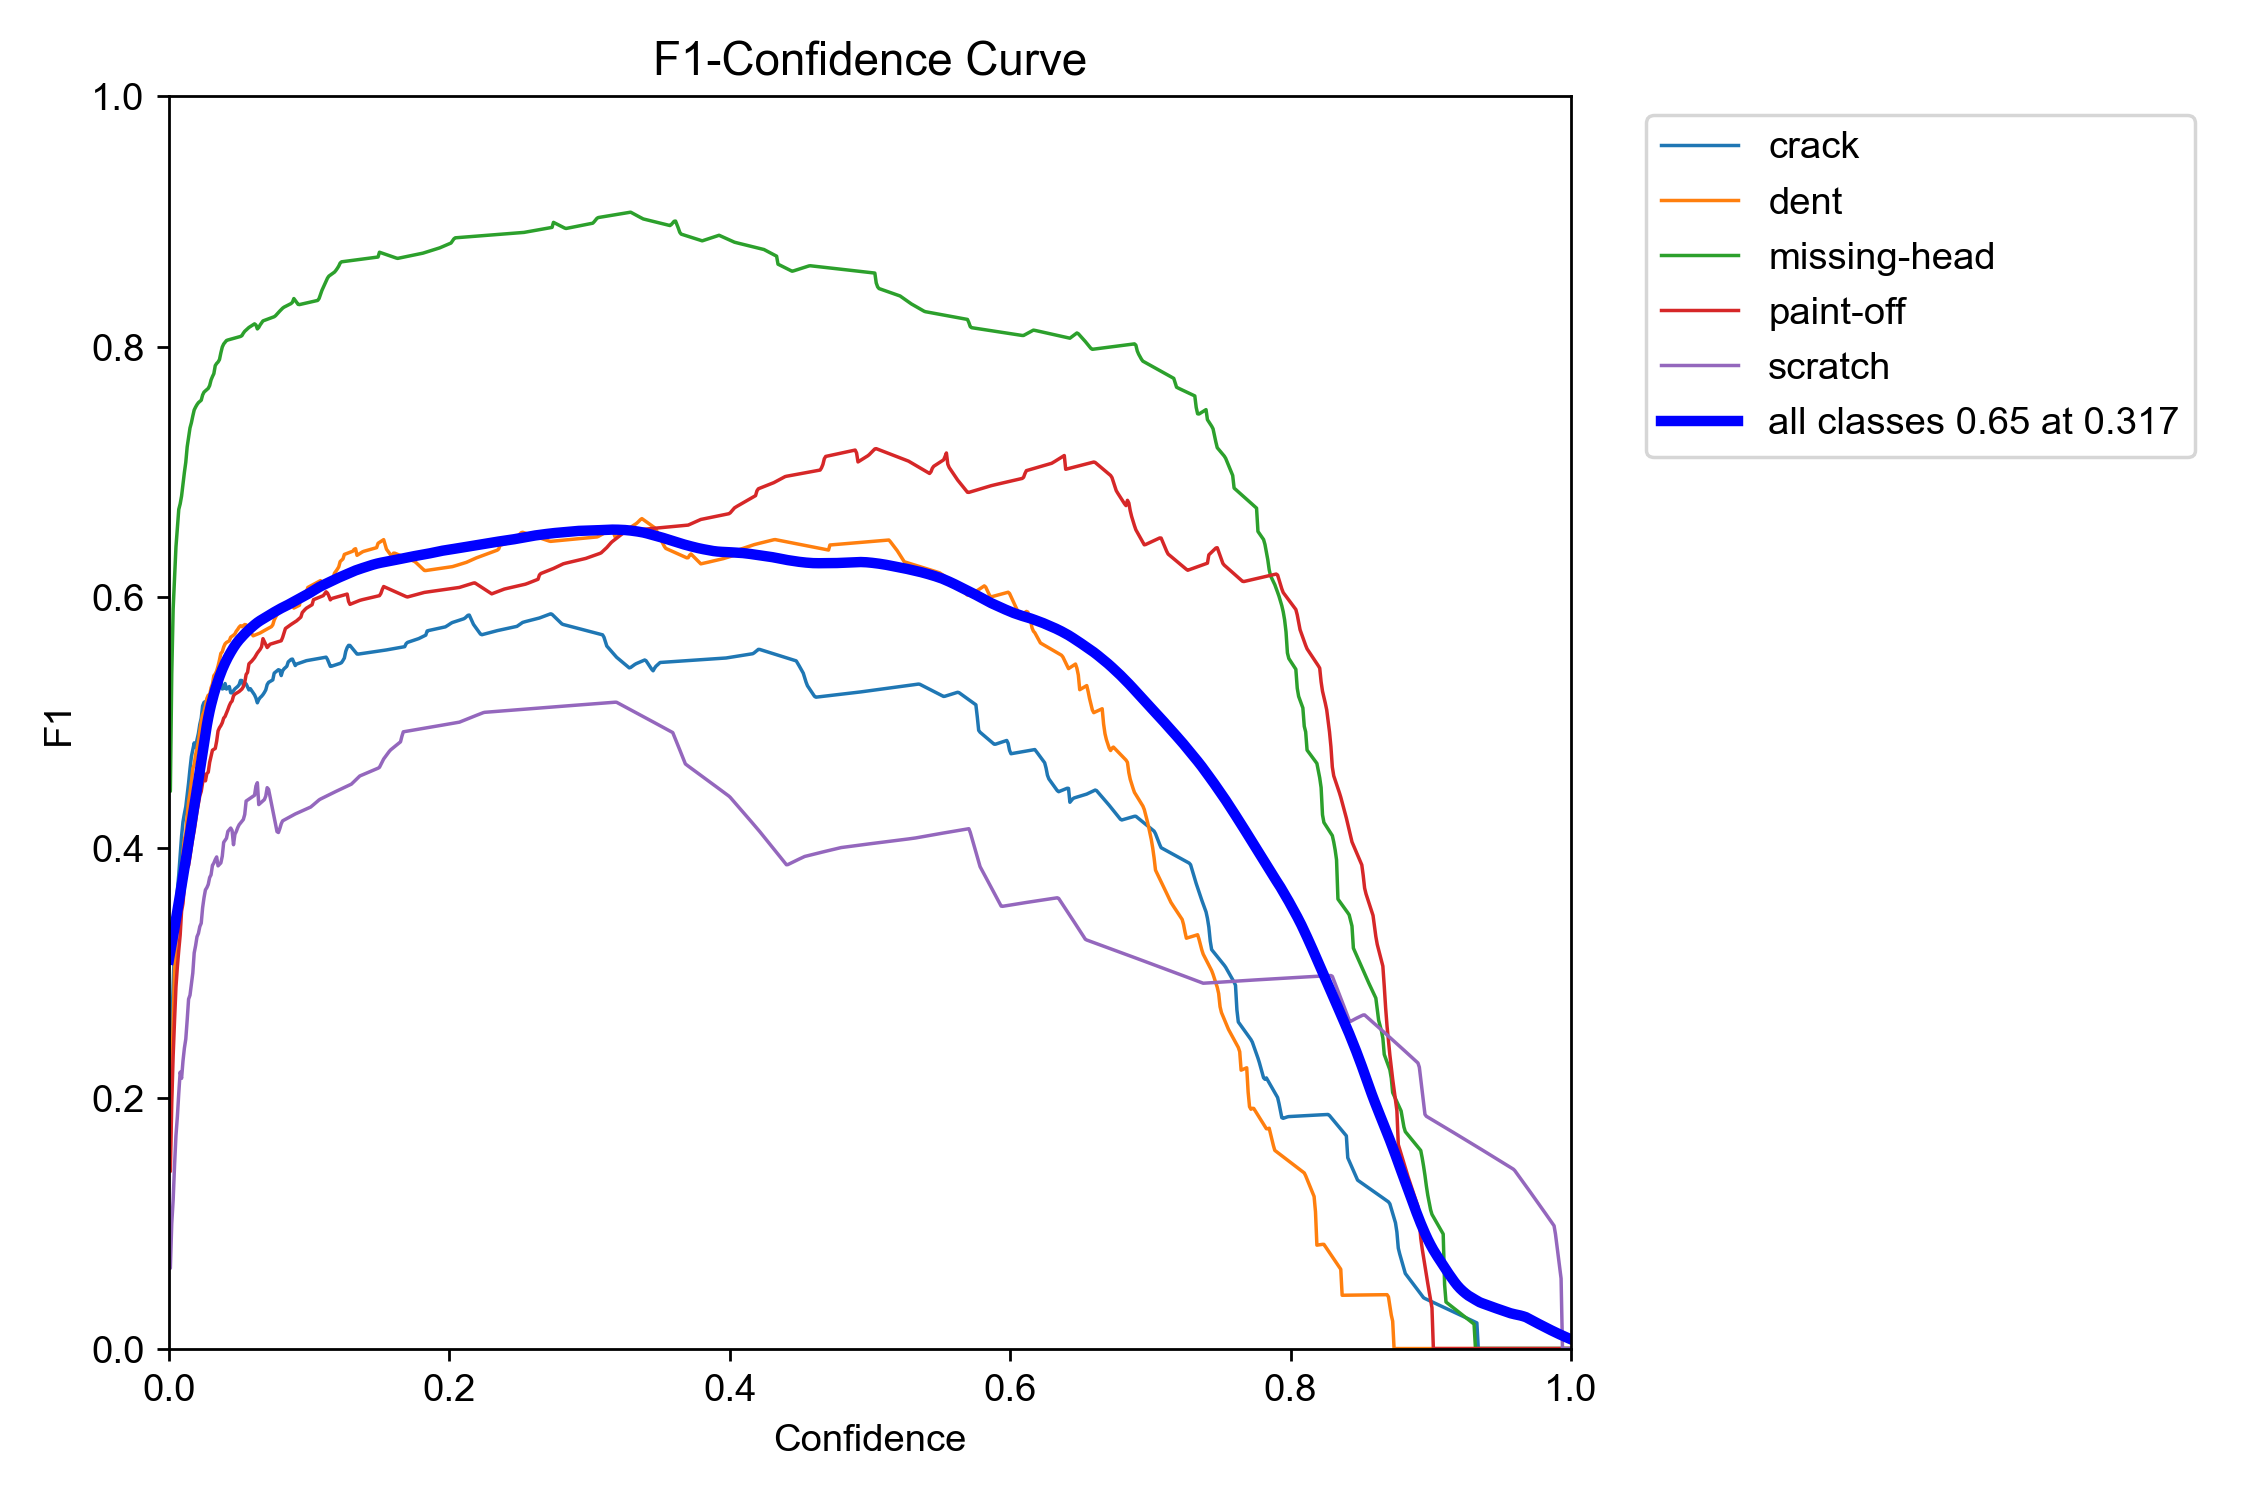 F1-Confidence Curve
1.0
0.8
0.6
0.4
0.2
0.0
F1
0.0 0.2 0.4 0.6 0.8 1.0
Confidence
crack
dent
missing-head
paint-off
scratch
all classes 0.65 at 0.317